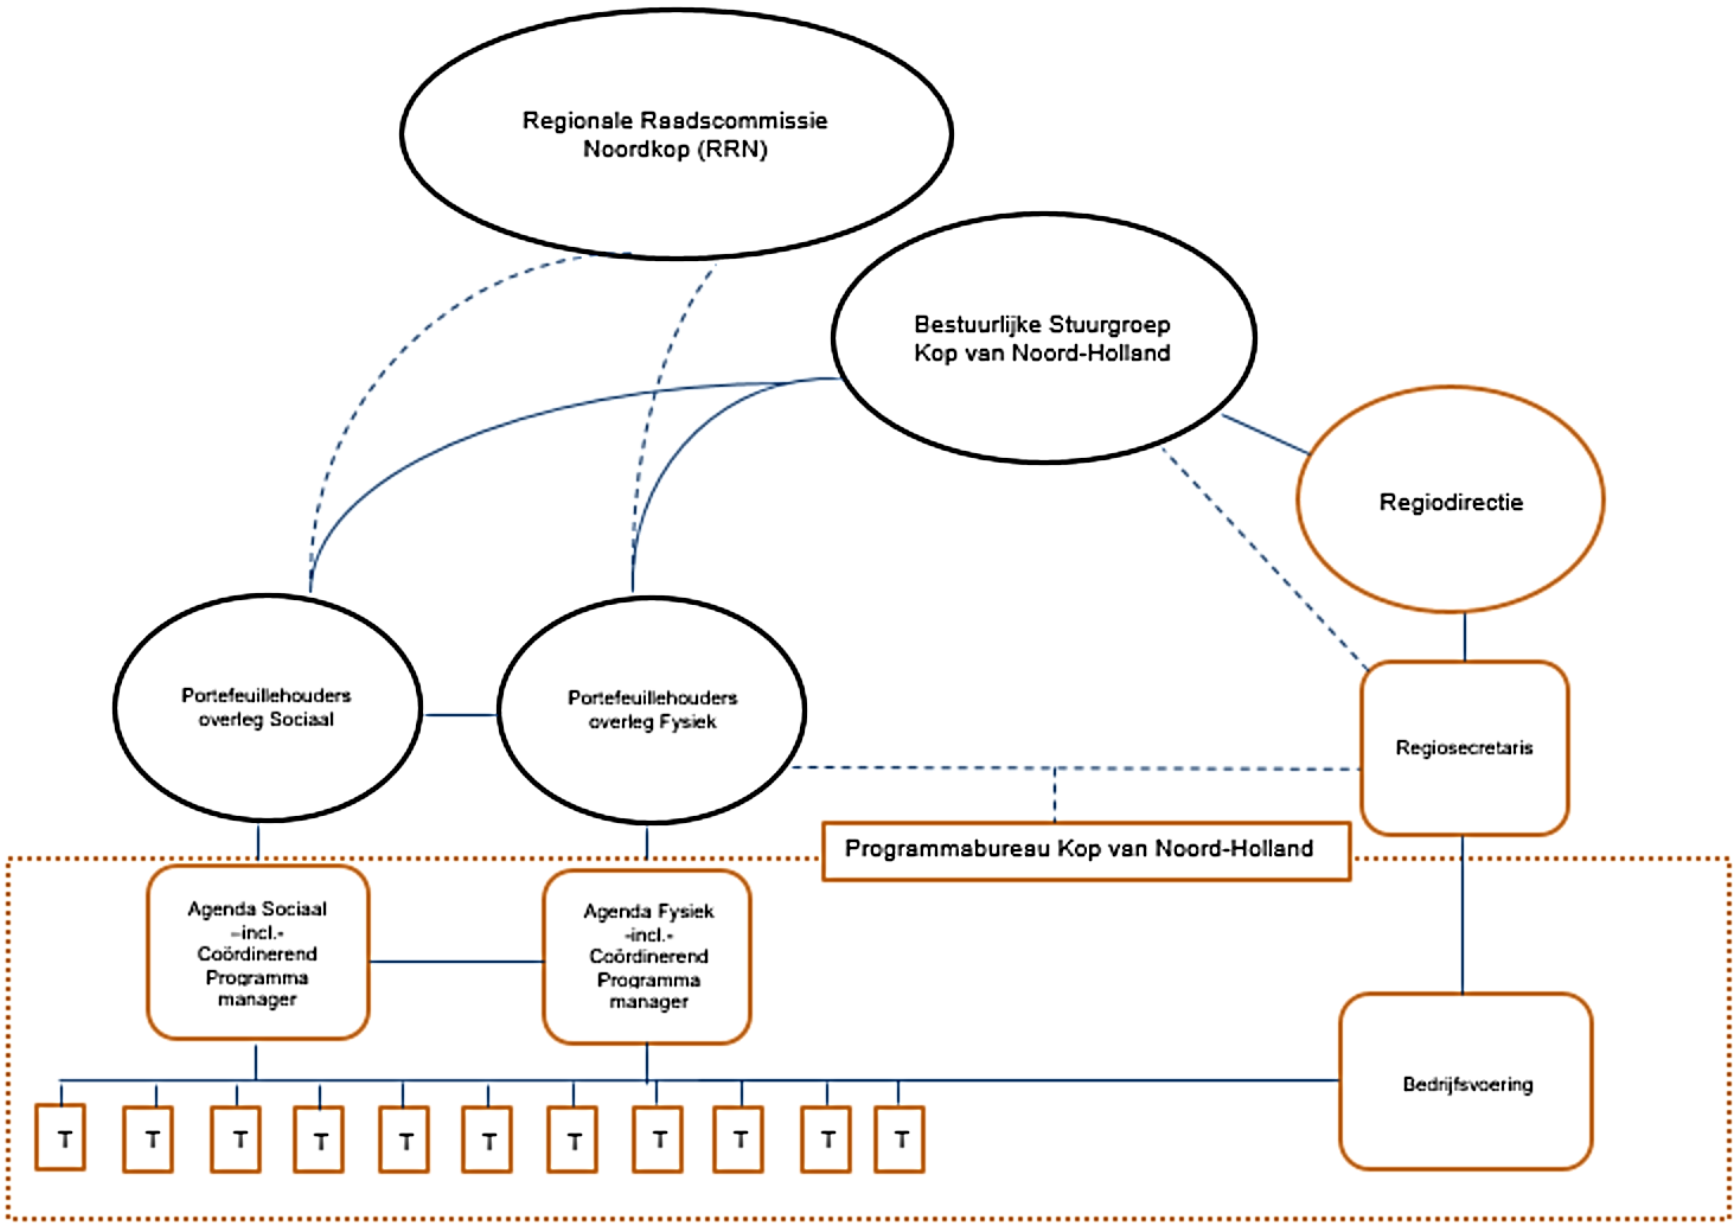 Regionale Raadscommissie
Noordkop (RRN)
Bestuurlijke Stuurgroep
Kop van Noord-Holland
Regiodirectie
Portefeuillehouders
overleg Sociaal
Portefeuillehouders
overleg Fysiek
Regiosecretaris
Programmabureau Kop van Noord-Holland
Agenda Sociaal
–incl.-
Coördinerend
Programma
manager
Agenda Fysiek
-incl.-
Coördinerend
Programma
manager
Bedrijfsvoering
T T T T T T T T T T T